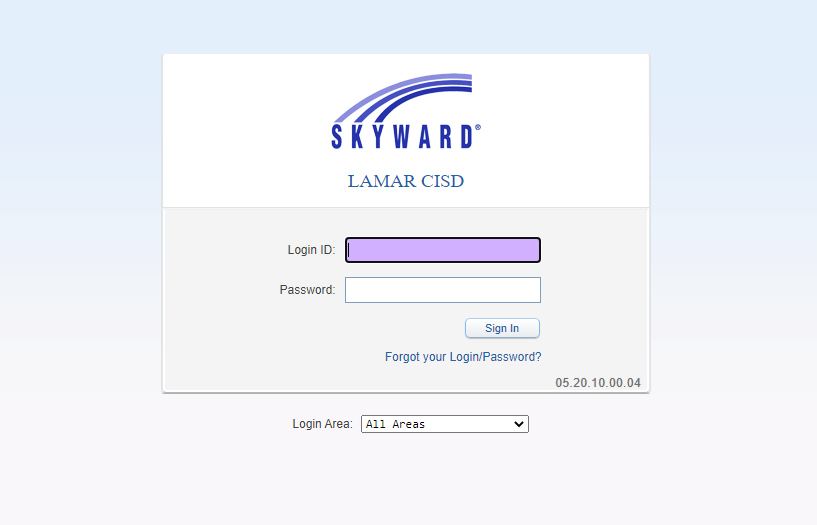 SKYWARD®
LAMAR CISD
Login ID:
Password:
Sign In
Forgot your Login/Password?
05.20.10.00.04
Login Area: All Areas